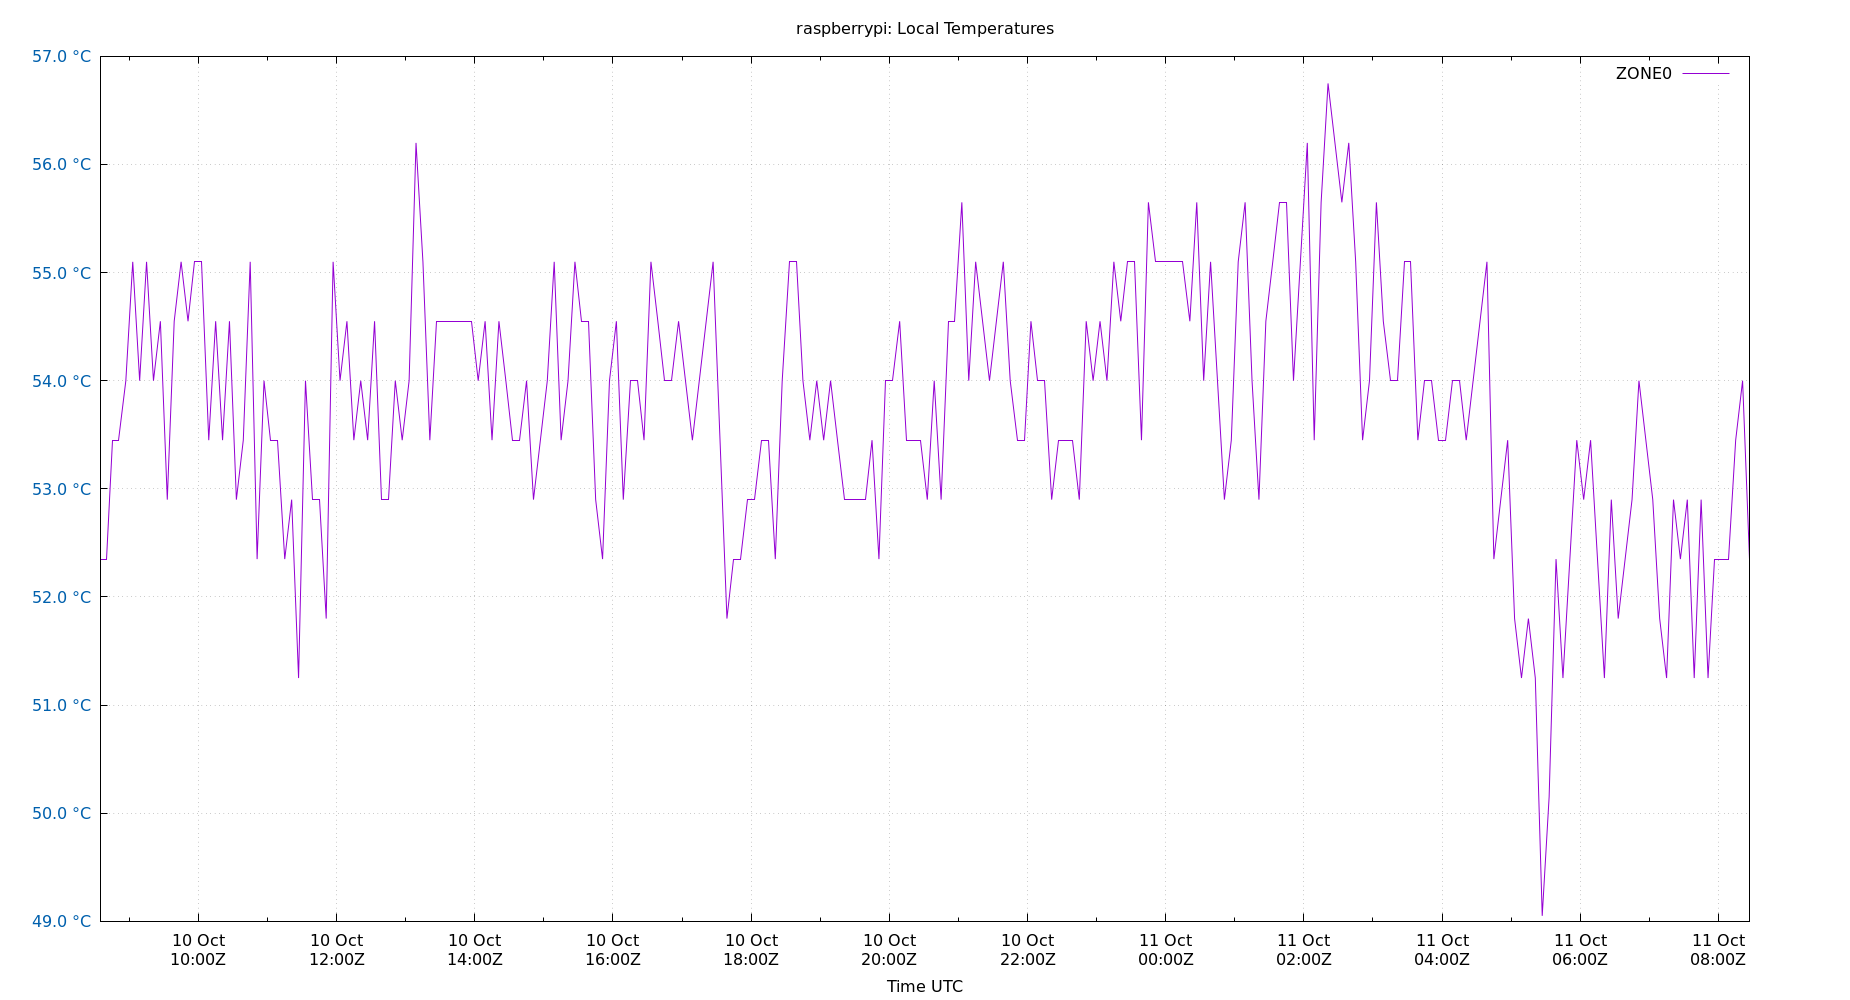 raspberrypi: Local Temperatures
57.0 °C
ZONE0
56.0 °C
55.0 °C
54.0 °C
53.0 °C
52.0 °C
51.0 °C
50.0 °C
49.0 °C
10 Oct 10 Oct 10 Oct 10 Oct 10 Oct 10 Oct 10 Oct 11 Oct 11 Oct 11 Oct 11 Oct 11 Oct
10:00Z 12:00Z 14:00Z 16:00Z 18:00Z 20:00Z 22:00Z 00:00Z 02:00Z 04:00Z 06:00Z 08:00Z
Time UTC